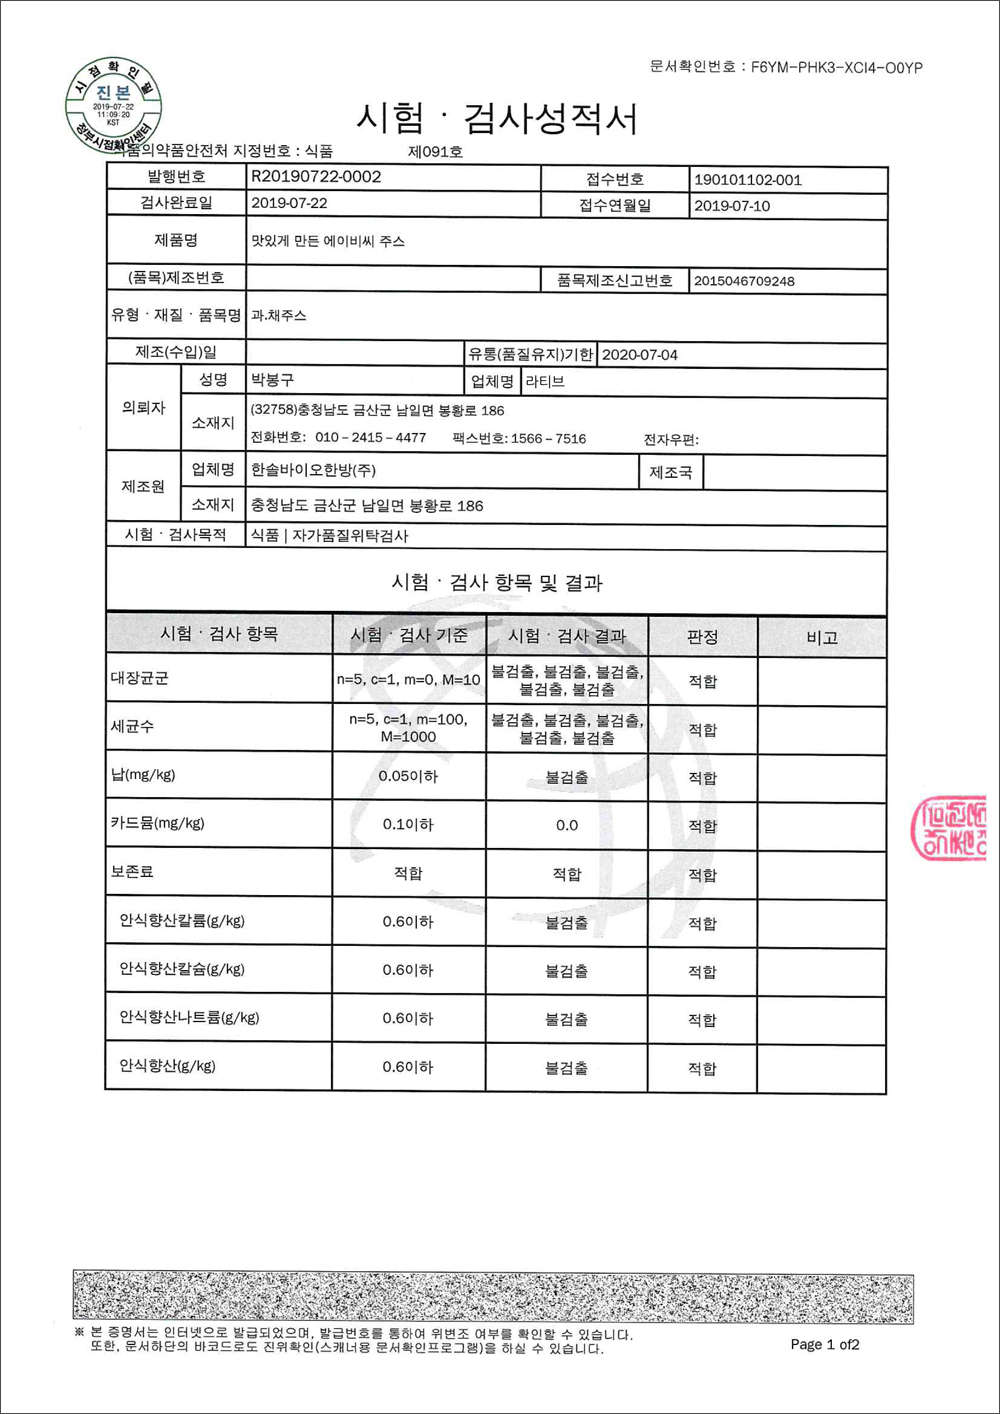 문서확인번호 : F6YM-PHK3-XCI4-O0YP
시점확인필
진본
2019-07-22
11:09:20
KST
정부시점확인센터
시험 · 검사성적서
식품의약품안전처 지정번호 : 식품 제091호
발행번호 R20190722-0002 접수번호 190101102-001
검사완료일 2019-07-22 접수연월일 2019-07-10
제품명 맛있게 만든 에이비씨 주스
(품목)제조번호 품목제조신고번호 2015046709248
유형 · 재질 · 품목명 과.채주스
제조(수입)일 유통(품질유지)기한 2020-07-04
의뢰자 성명 박봉구 업체명 라티브
소재지 (32758)충청남도 금산군 남일면 봉황로 186
전화번호: 010 – 2415 – 4477 팩스번호: 1566 – 7516 전자우편:
제조원 업체명 한솔바이오한방(주) 제조국
소재지 충청남도 금산군 남일면 봉황로 186
시험 · 검사목적 식품 | 자가품질위탁검사
시험 · 검사 항목 및 결과
시험 · 검사 항목 시험 · 검사 기준 시험 · 검사 결과 판정 비고
대장균군 n=5, c=1, m=0, M=10 불검출, 불검출, 불검출, 불검출, 불검출 적합
세균수 n=5, c=1, m=100, M=1000 불검출, 불검출, 불검출, 불검출, 불검출 적합
납(mg/kg) 0.05이하 불검출 적합
카드뮴(mg/kg) 0.1이하 0.0 적합
보존료 적합 적합 적합
안식향산칼륨(g/kg) 0.6이하 불검출 적합
안식향산칼슘(g/kg) 0.6이하 불검출 적합
안식향산나트륨(g/kg) 0.6이하 불검출 적합
안식향산(g/kg) 0.6이하 불검출 적합
※ 본 증명서는 인터넷으로 발급되었으며, 발급번호를 통하여 위변조 여부를 확인할 수 있습니다.
또한, 문서하단의 바코드로도 진위확인(스캐너용 문서확인프로그램)을 하실 수 있습니다.
Page 1 of2